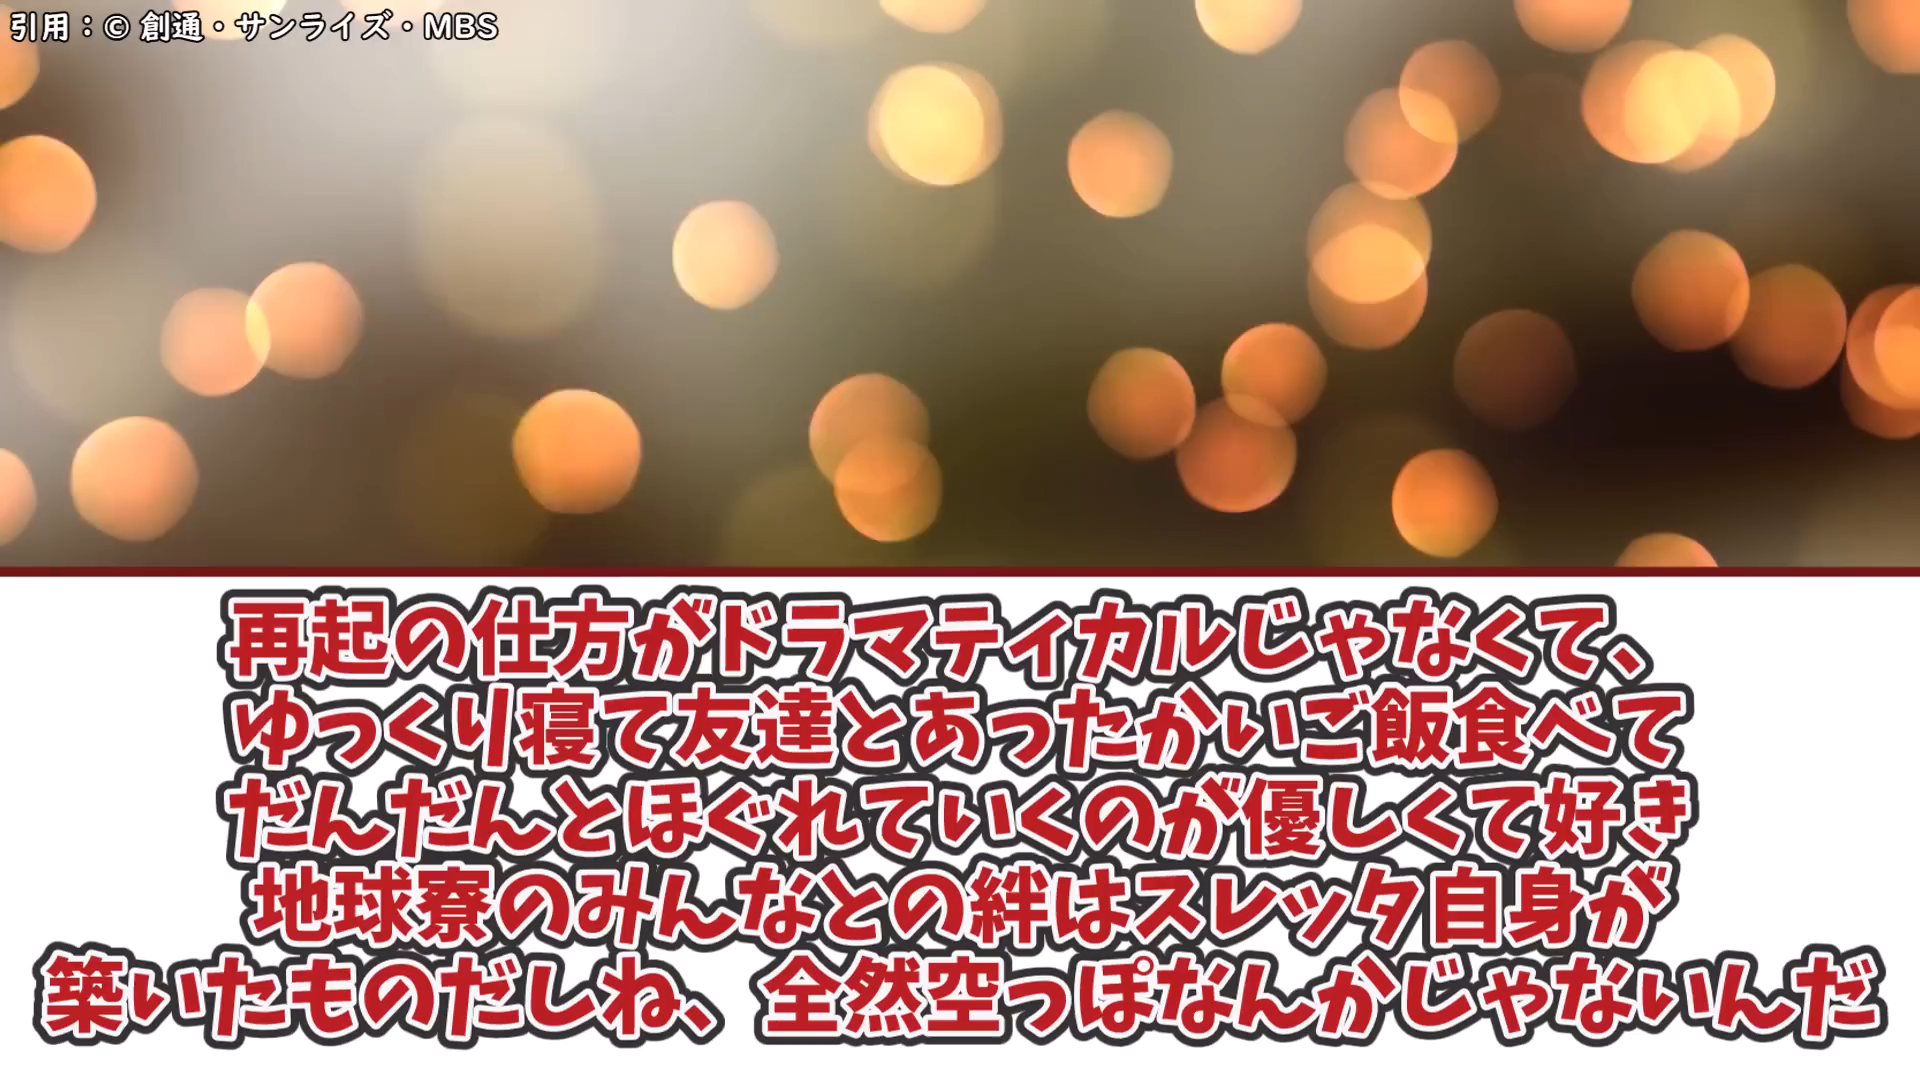 引用：© 創通・サンライズ・MBS
再起の仕方がドラマティカルじゃなくて、
ゆっくり寝て友達とあったかいご飯食べて
だんだんとほぐれていくのが優しくて好き
地球寮のみんなとの絆はスレッタ自身が
築いたものだしね、全然空っぽなんかじゃないんだ